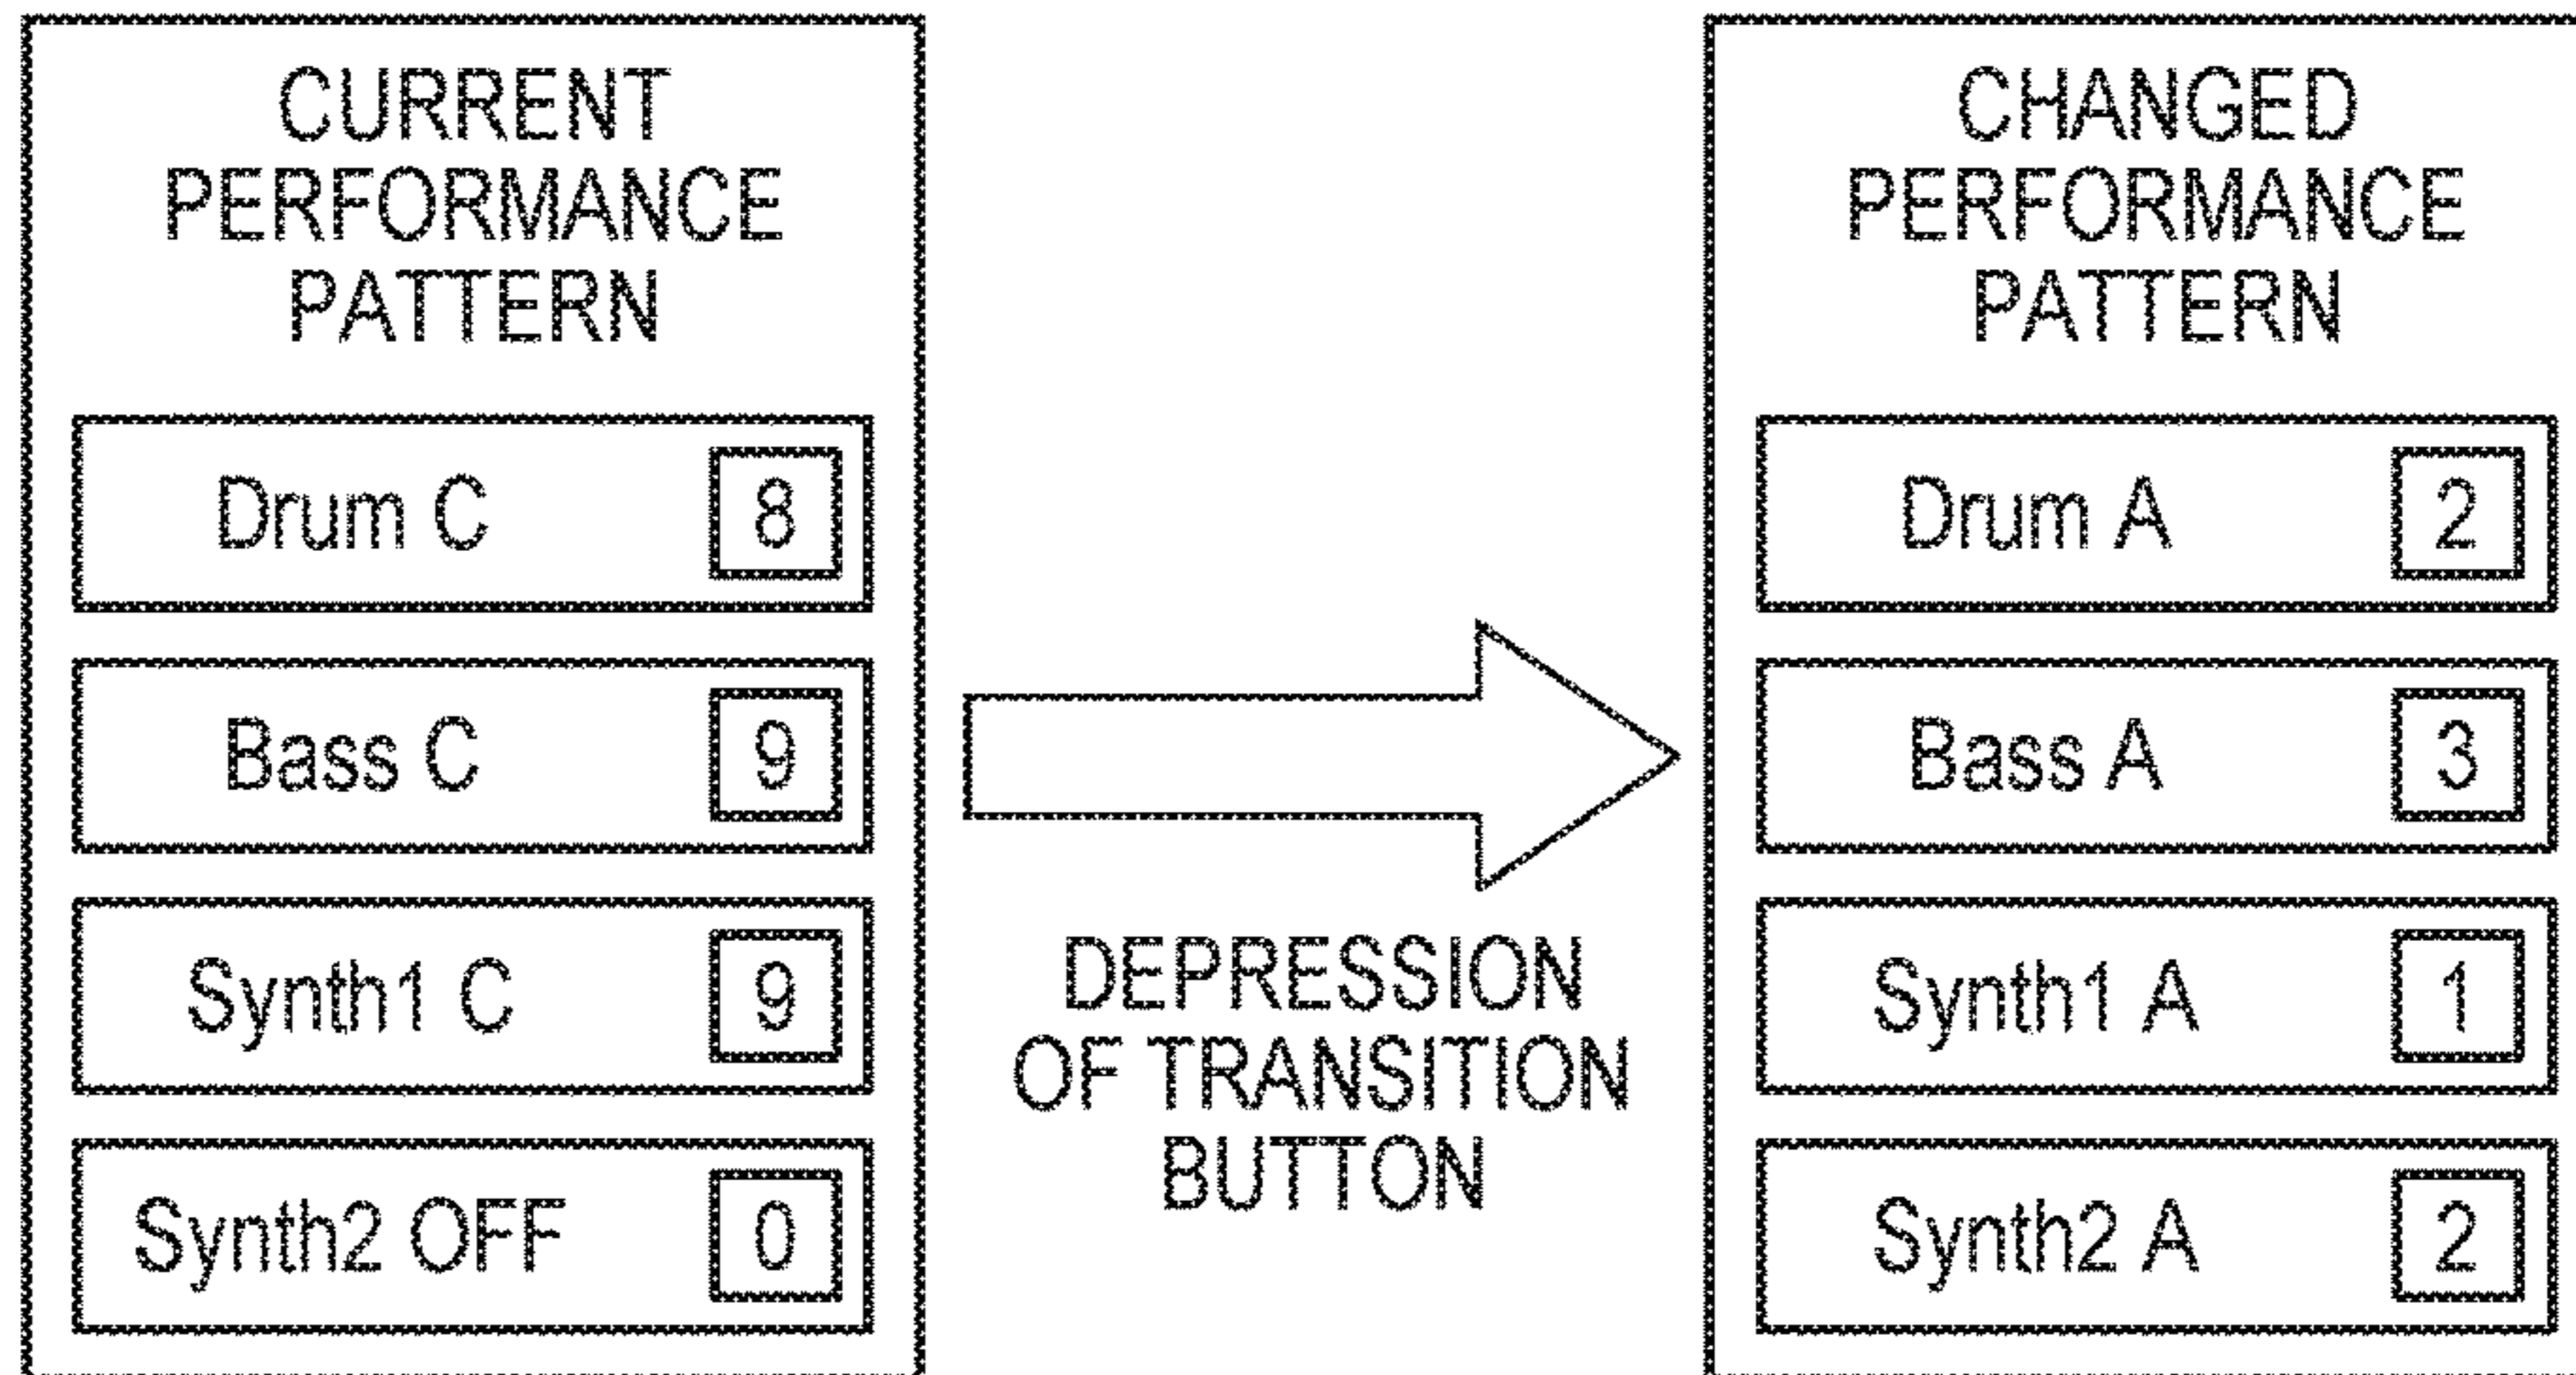 CURRENT
PERFORMANCE
PATTERN
Drum C 8
Bass C 9
Synth1 C 9
Synth2 OFF 0
DEPRESSION
OF TRANSITION
BUTTON
CHANGED
PERFORMANCE
PATTERN
Drum A 2
Bass A 3
Synth1 A 1
Synth2 A 2